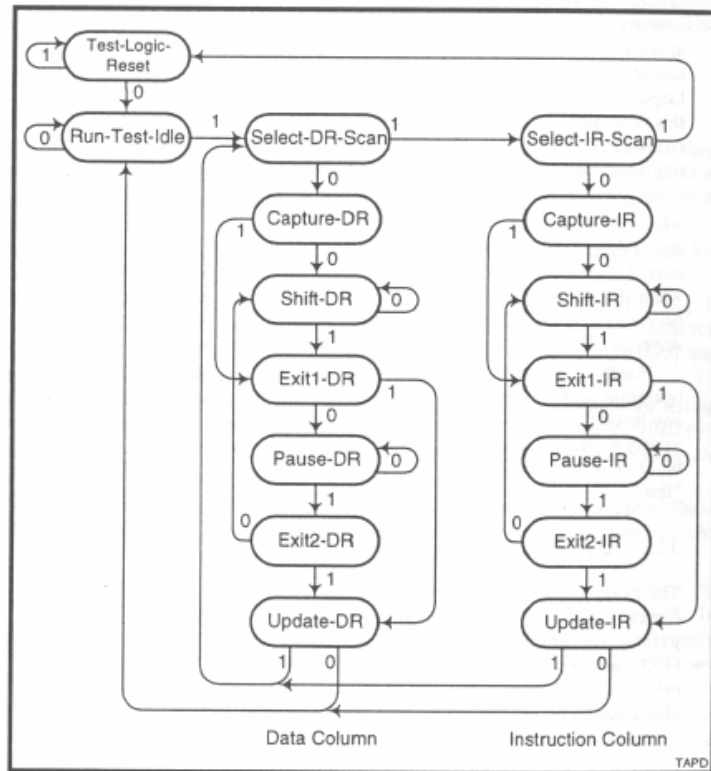 Test-Logic-
Reset
1
0
Run-Test-Idle
0
1
Select-DR-Scan
1
Select-IR-Scan
1
0
0
Capture-DR
1
0
Capture-IR
1
0
Shift-DR
0
1
Shift-IR
0
1
Exit1-DR
1
0
Exit1-IR
1
0
Pause-DR
0
1
Pause-IR
0
1
0
Exit2-DR
1
0
Exit2-IR
1
Update-DR
1
0
Update-IR
1
0
Data Column
Instruction Column
TAPD